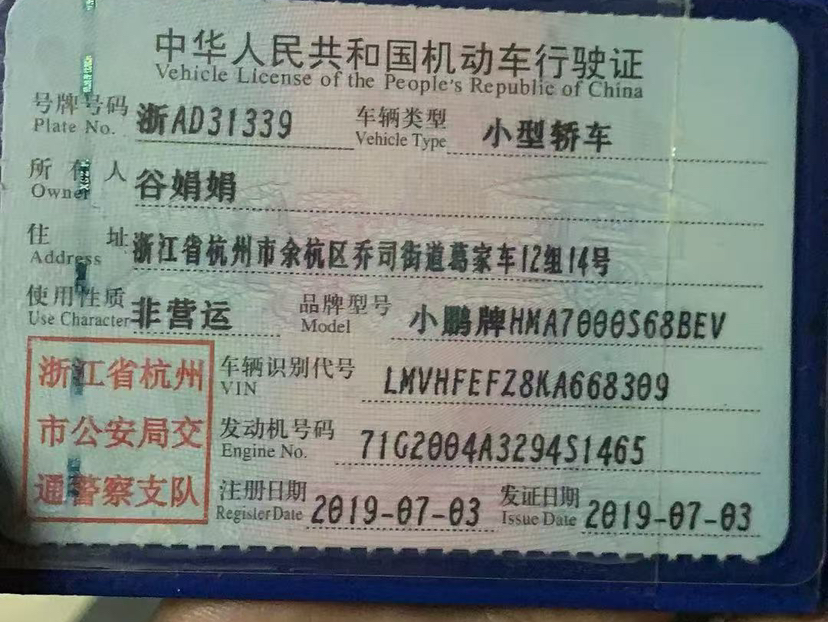 中华人民共和国机动车行驶证
Vehicle License of the People's Republic of China
号牌号码 浙AD31339 车辆类型 小型轿车
Plate No. Vehicle Type
所有人 谷娟娟
Owner
住址 浙江省杭州市余杭区乔司街道葛家车12组14号
Address
使用性质 非营运 品牌型号 小鹏牌HMA7000S68BEV
Use Character Model
浙江省杭州 车辆识别代号 LMVHFEFZ8KA668309
VIN
市公安局交 发动机号码 71G2004A3294S1465
Engine No.
通警察支队 注册日期 2019-07-03 发证日期 2019-07-03
Register Date Issue Date